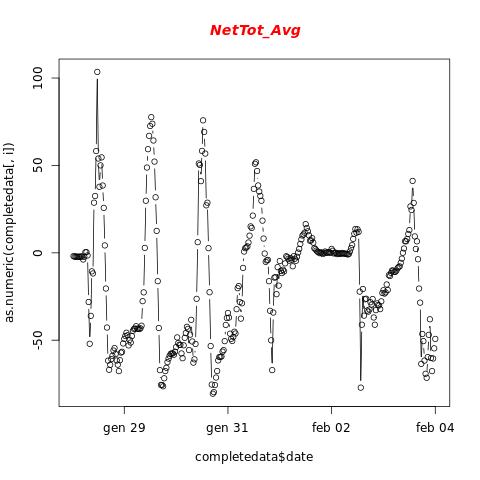 NetTot_Avg
as.numeric(completedata[, i])
100
50
0
-50
gen 29
gen 31
feb 02
feb 04
completedata$date